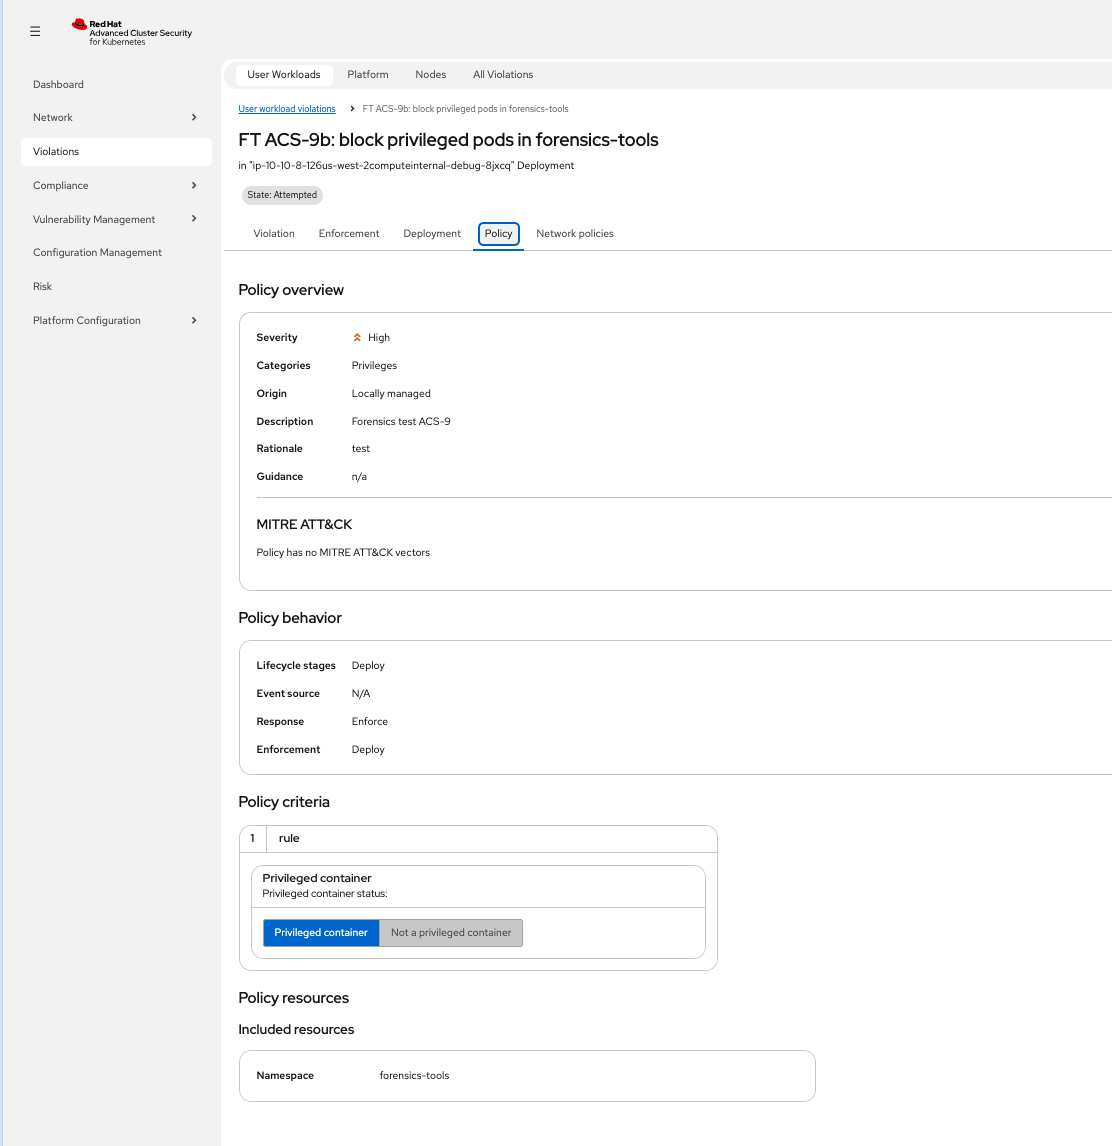 Red Hat
Advanced Cluster Security
for Kubernetes
Dashboard
Network
Violations
Compliance
Vulnerability Management
Configuration Management
Risk
Platform Configuration
User Workloads Platform Nodes All Violations
User workload violations > FT ACS-9b: block privileged pods in forensics-tools
FT ACS-9b: block privileged pods in forensics-tools
in "ip-10-10-8-126us-west-2computeinternal-debug-8jxcq" Deployment
State: Attempted
Violation Enforcement Deployment Policy Network policies
Policy overview
Severity High
Categories Privileges
Origin Locally managed
Description Forensics test ACS-9
Rationale test
Guidance n/a
MITRE ATT&CK
Policy has no MITRE ATT&CK vectors
Policy behavior
Lifecycle stages Deploy
Event source N/A
Response Enforce
Enforcement Deploy
Policy criteria
1 rule
Privileged container
Privileged container status:
Privileged container Not a privileged container
Policy resources
Included resources
Namespace forensics-tools